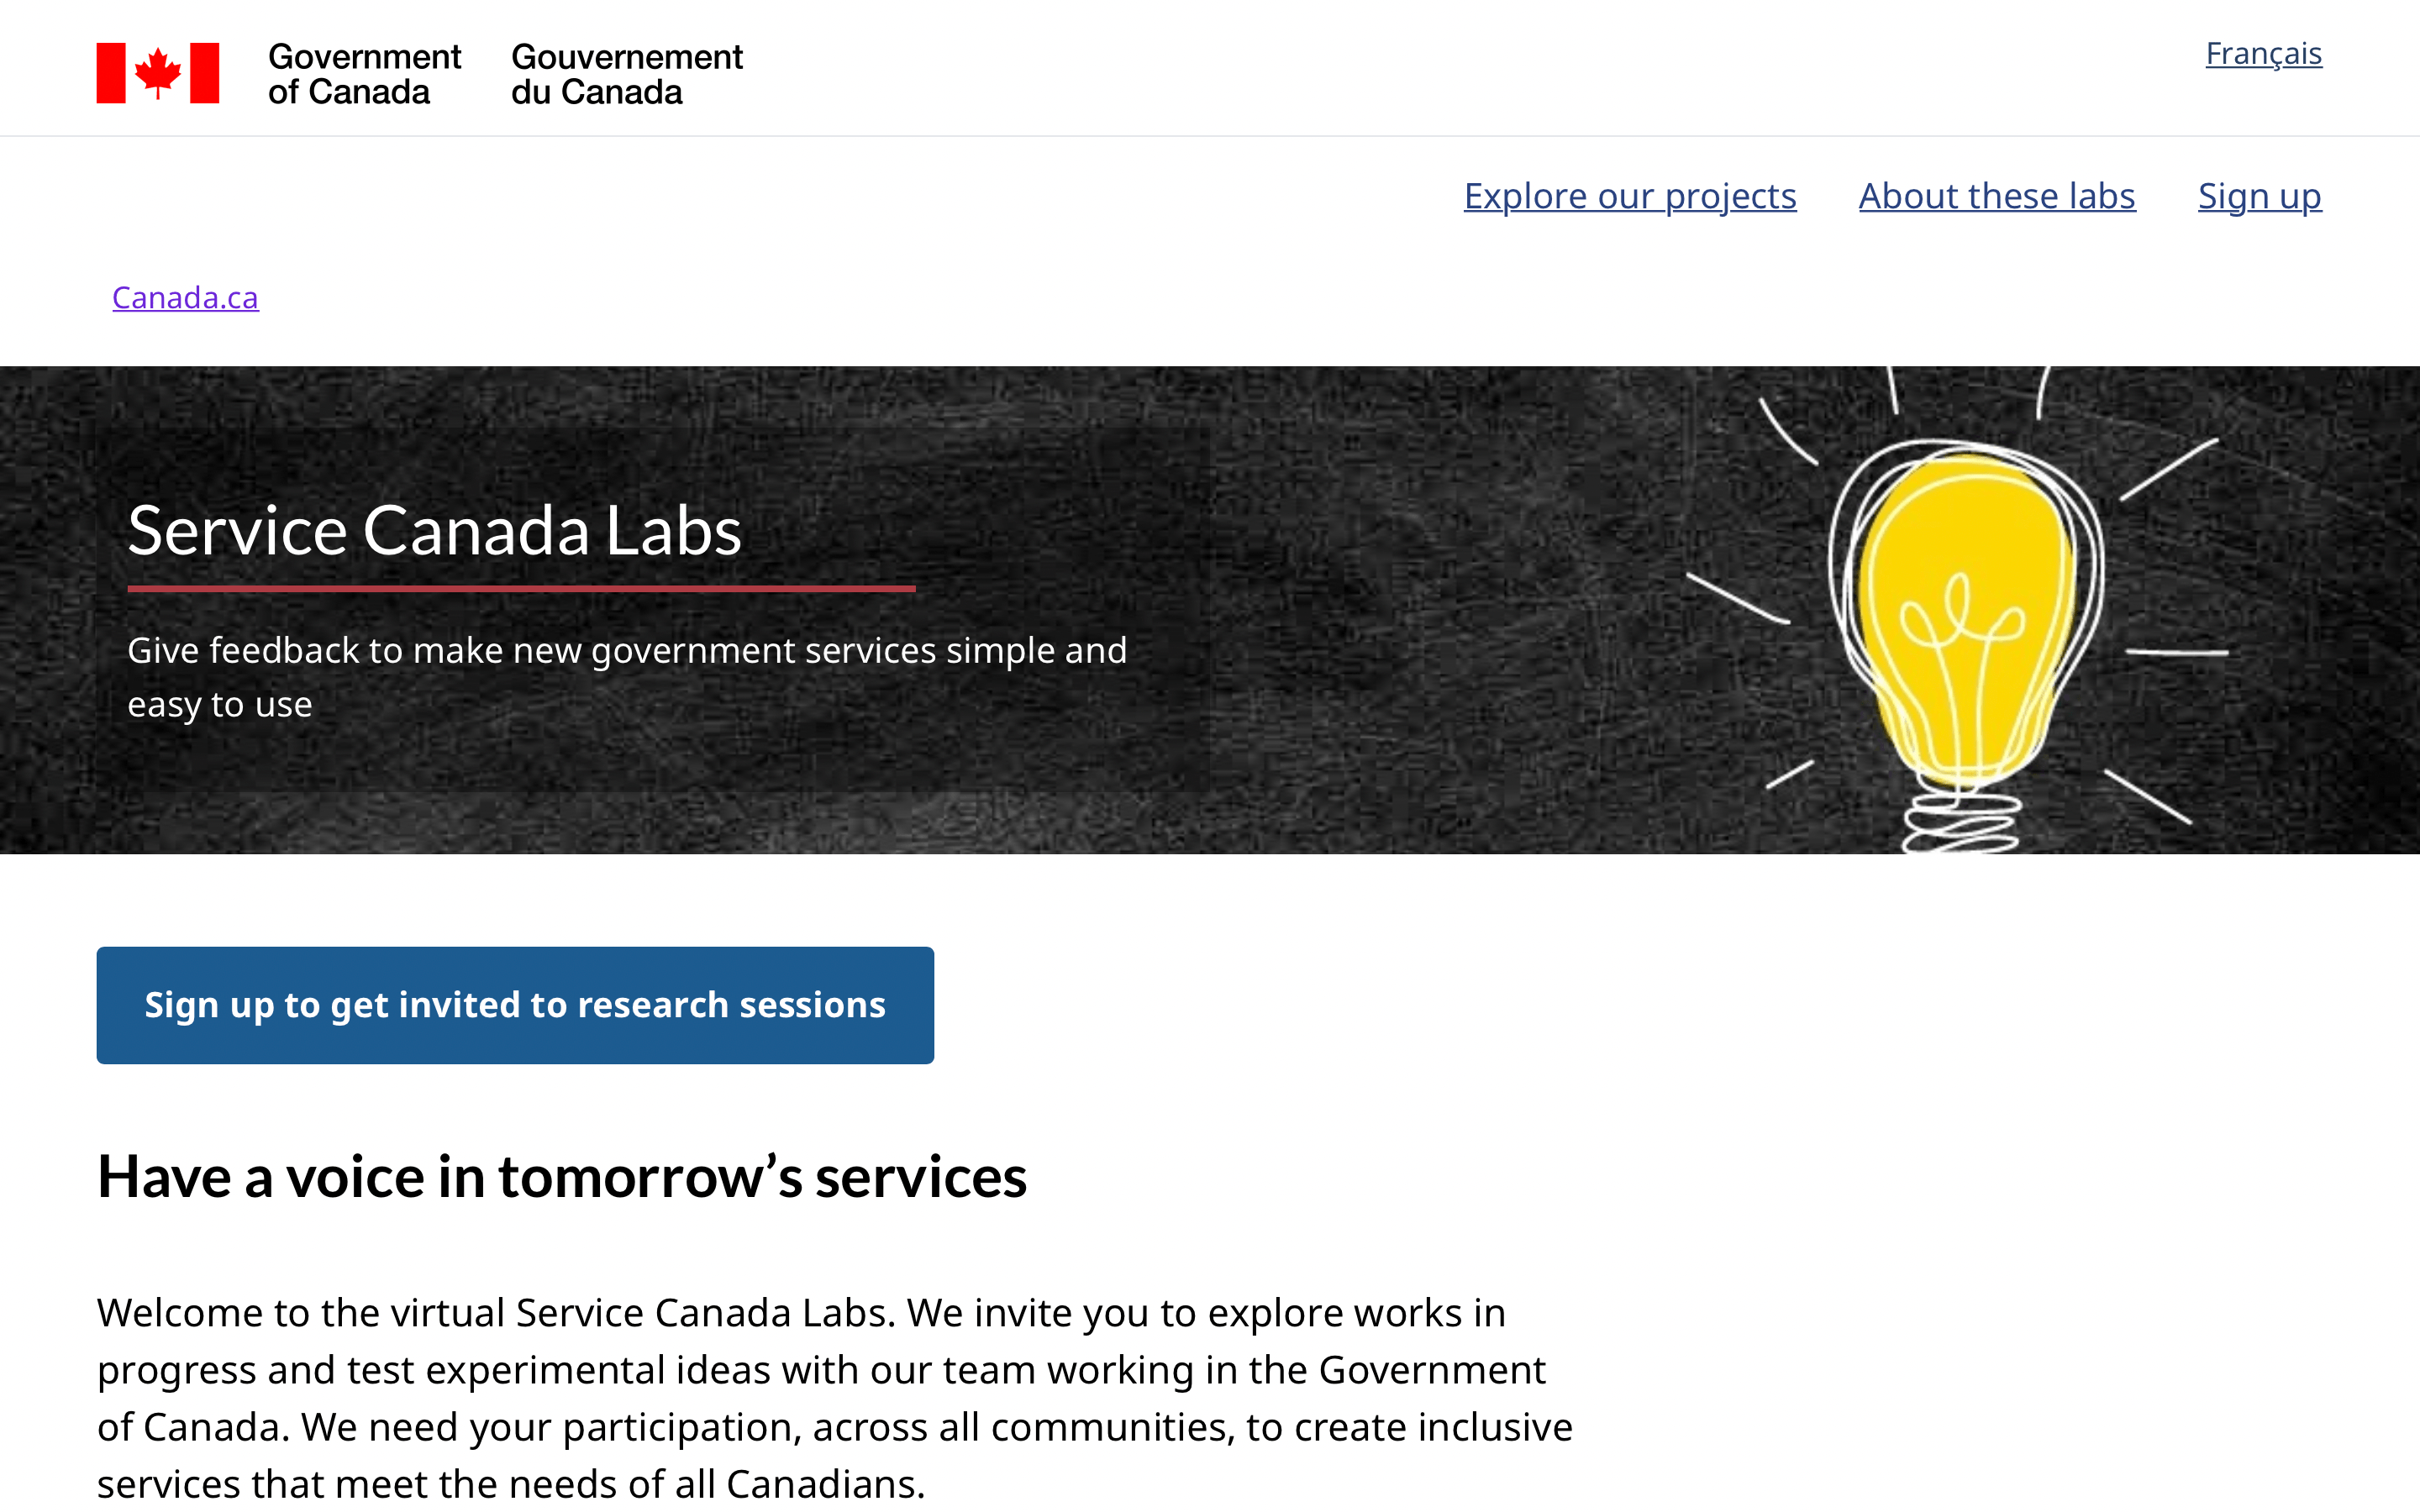 Government
of Canada
Gouvernement
du Canada
Français
Explore our projects
About these labs
Sign up
Canada.ca
Service Canada Labs
Give feedback to make new government services simple and
easy to use
Sign up to get invited to research sessions
Have a voice in tomorrow’s services
Welcome to the virtual Service Canada Labs. We invite you to explore works in
progress and test experimental ideas with our team working in the Government
of Canada. We need your participation, across all communities, to create inclusive
services that meet the needs of all Canadians.